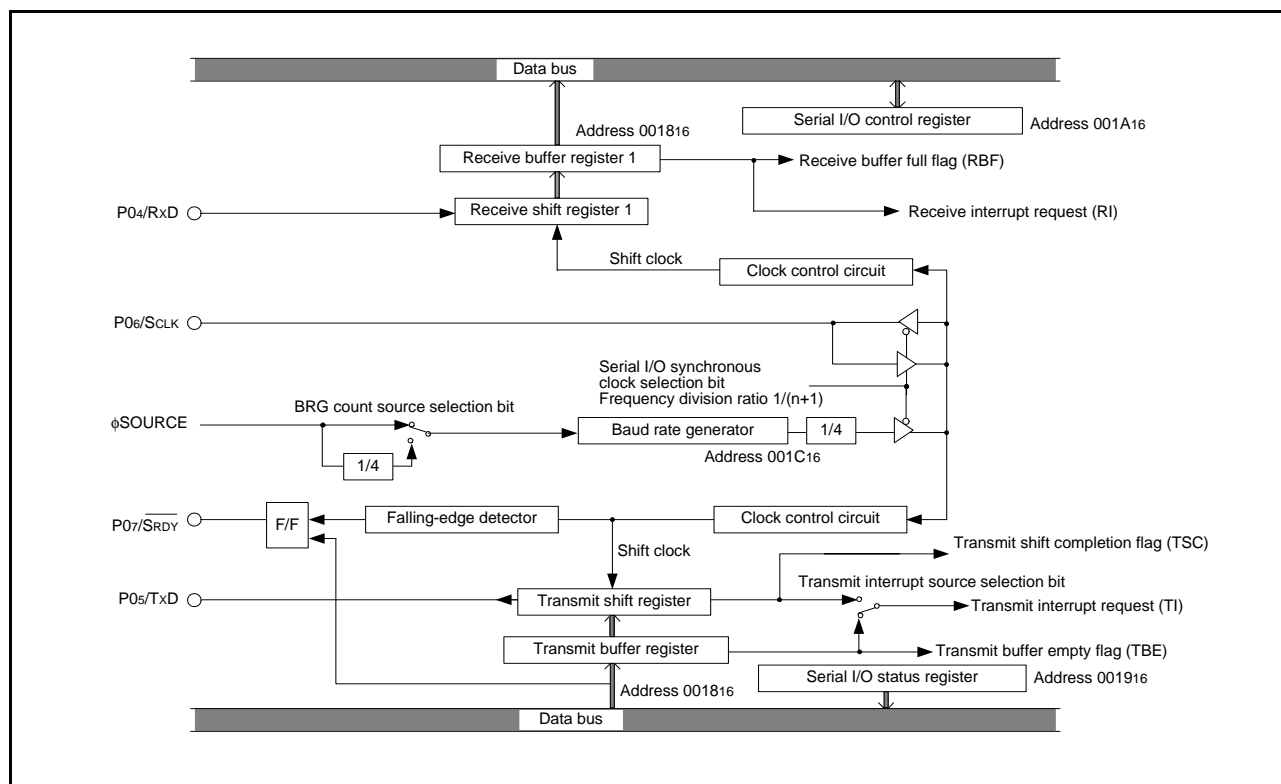 Data bus
Address 001816
Serial I/O control register
Address 001A16
Receive buffer register 1
Receive buffer full flag (RBF)
P04/RXD
Receive shift register 1
Receive interrupt request (RI)
Shift clock
Clock control circuit
P06/SCLK
Serial I/O synchronous
clock selection bit
Frequency division ratio 1/(n+1)
BRG count source selection bit
φSOURCE
Baud rate generator
1/4
Address 001C16
1/4
P07/SRDY
F/F
Falling-edge detector
Clock control circuit
Shift clock
Transmit shift completion flag (TSC)
P05/TXD
Transmit shift register
Transmit interrupt source selection bit
Transmit interrupt request (TI)
Transmit buffer register
Transmit buffer empty flag (TBE)
Address 001816
Serial I/O status register
Address 001916
Data bus